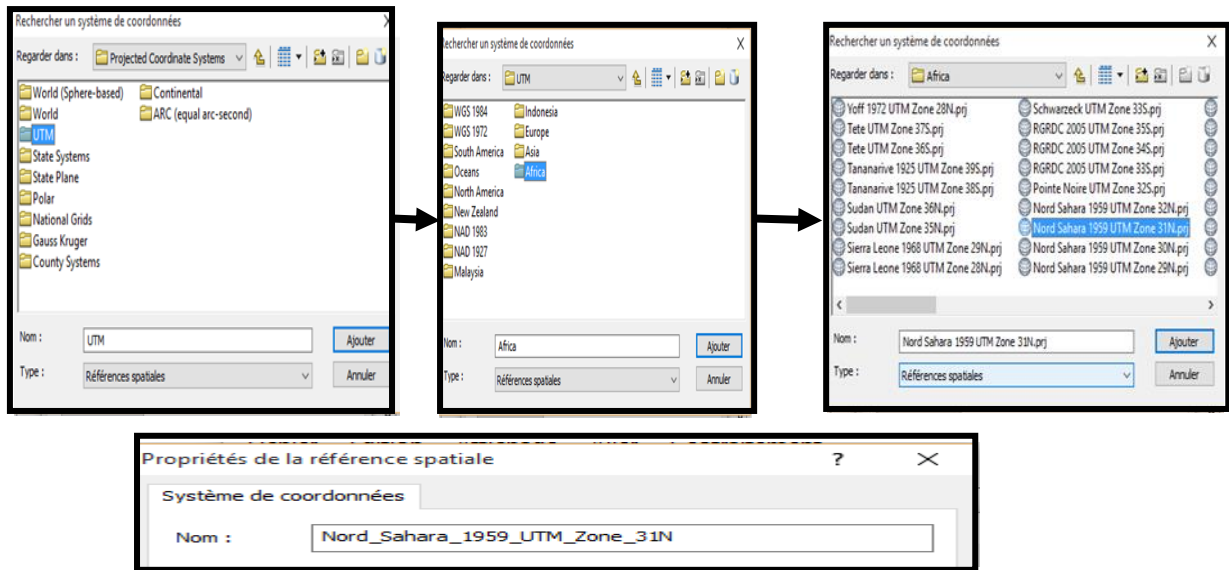 Rechercher un système de coordonnées
Regarder dans : Projected Coordinate Systems
World (Sphere-based) Continental
World ARC (equal arc-second)
UTM
State Systems
State Plane
Polar
National Grids
Gauss Kruger
County Systems
Nom : UTM Ajouter
Type : Références spatiales Annuler
Rechercher un système de coordonnées X
Regarder dans : UTM
WGS 1984 Indonesia
WGS 1972 Europe
South America Asia
Oceans Africa
North America
New Zealand
NAD 1983
NAD 1927
Malaysia
Nom : Africa Ajouter
Type : Références spatiales Annuler
Rechercher un système de coordonnées X
Regarder dans : Africa
Yoff 1972 UTM Zone 28N.prj Schwarzeck UTM Zone 33S.prj
Tete UTM Zone 37S.prj RGRDC 2005 UTM Zone 35S.prj
Tete UTM Zone 36S.prj RGRDC 2005 UTM Zone 34S.prj
Tananarive 1925 UTM Zone 39S.prj RGRDC 2005 UTM Zone 33S.prj
Tananarive 1925 UTM Zone 38S.prj Pointe Noire UTM Zone 32S.prj
Sudan UTM Zone 36N.prj Nord Sahara 1959 UTM Zone 32N.prj
Sudan UTM Zone 35N.prj Nord Sahara 1959 UTM Zone 31N.prj
Sierra Leone 1968 UTM Zone 29N.prj Nord Sahara 1959 UTM Zone 30N.prj
Sierra Leone 1968 UTM Zone 28N.prj Nord Sahara 1959 UTM Zone 29N.prj
Nom : Nord Sahara 1959 UTM Zone 31N.prj Ajouter
Type : Références spatiales Annuler
Propriétés de la référence spatiale ?
Système de coordonnées
Nom : Nord_Sahara_1959_UTM_Zone_31N